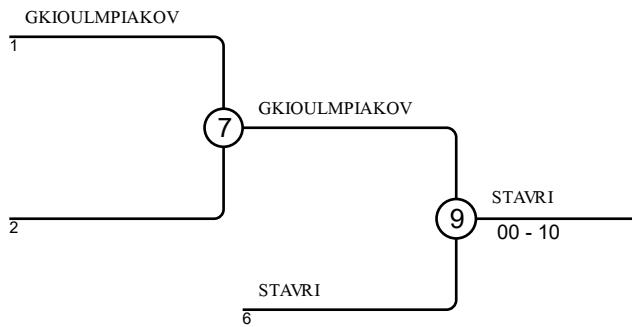 GKIOULMPIAKOV
1
7
GKIOULMPIAKOV
2
9
STAVRI
00 - 10
STAVRI
6